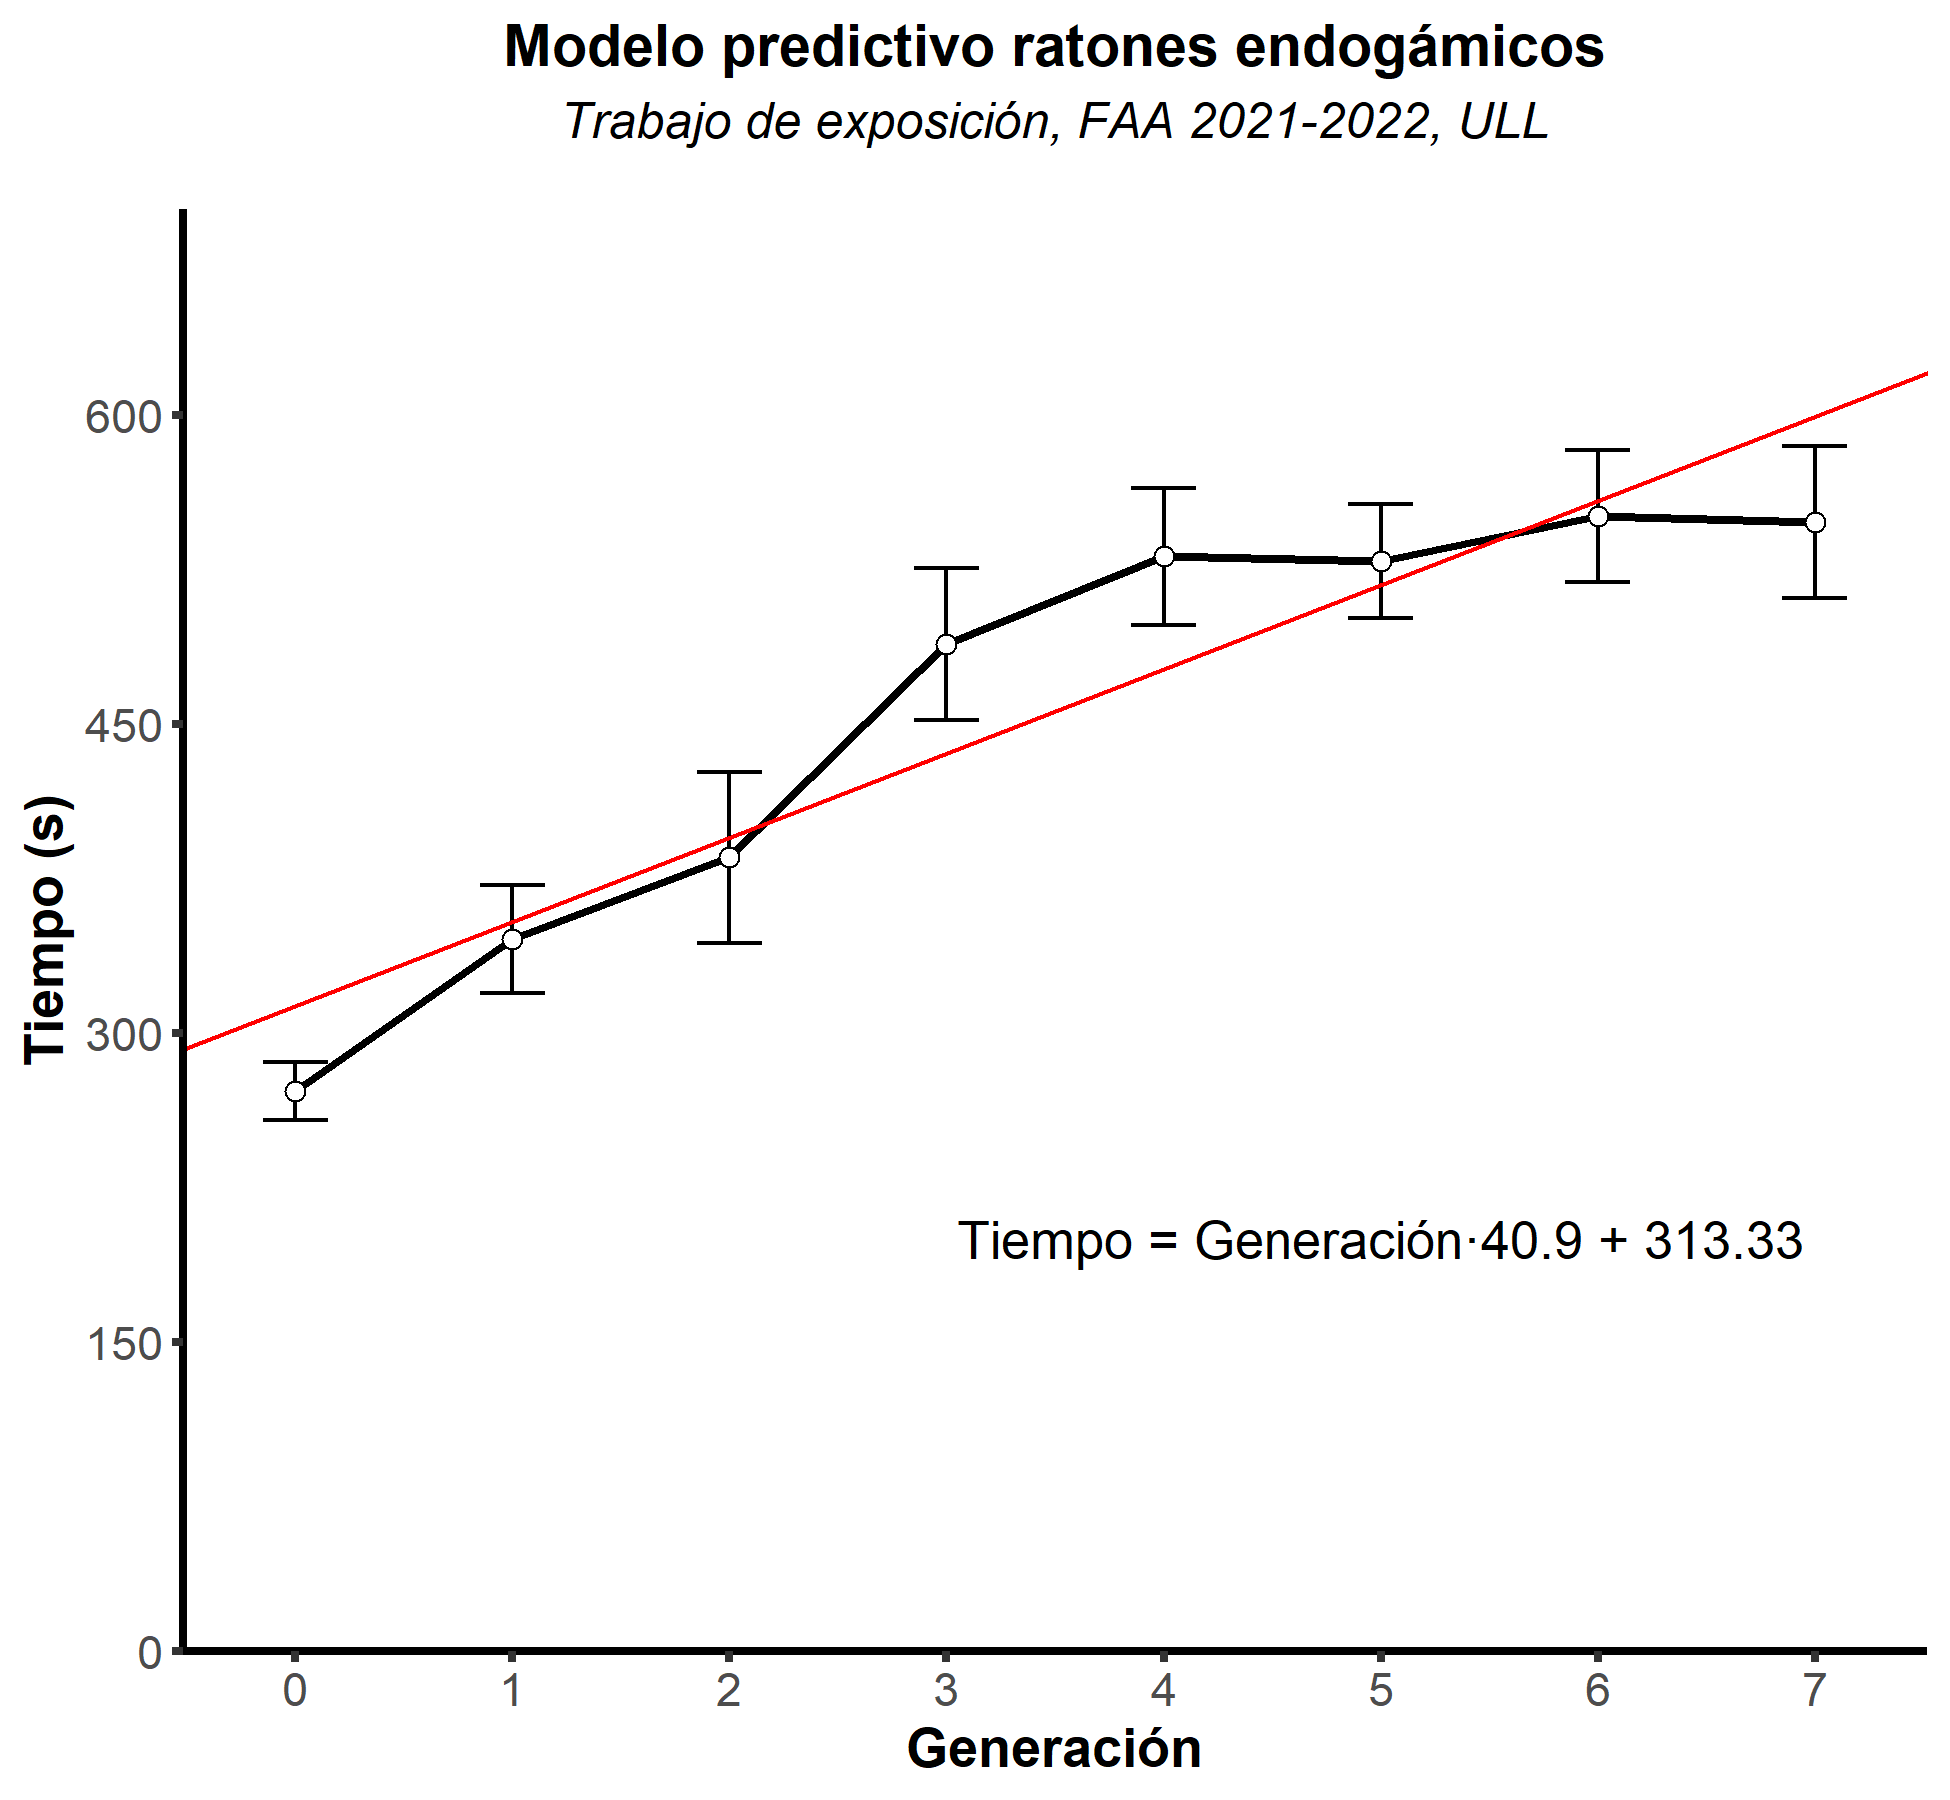 Modelo predictivo ratones endogámicos
Trabajo de exposición, FAA 2021-2022, ULL
600
450
300
150
0
Tiempo (s)
Tiempo = Generación·40.9 + 313.33
0 1 2 3 4 5 6 7
Generación